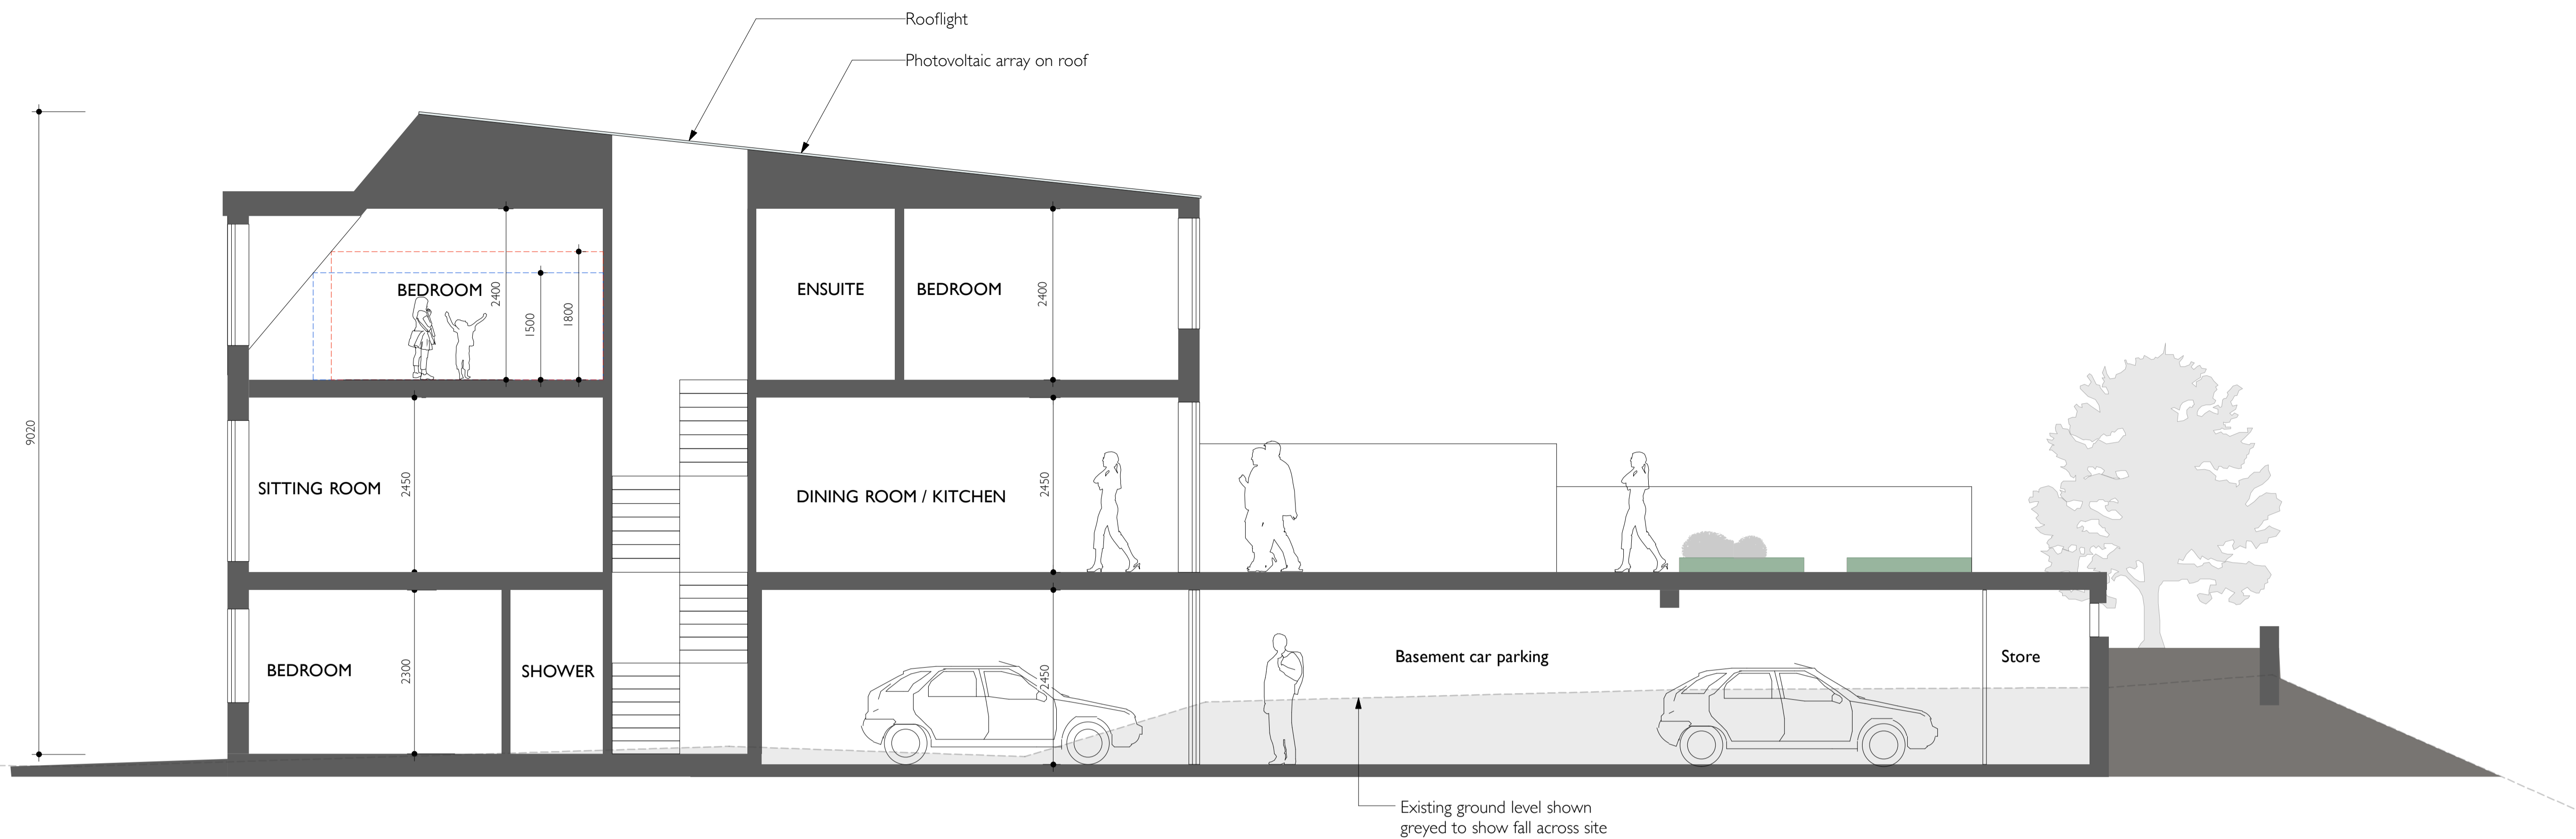 Rooflight
Photovoltaic array on roof
9020
BEDROOM
2400
1500
1800
ENSUITE
BEDROOM
2400
SITTING ROOM
2450
DINING ROOM / KITCHEN
2450
BEDROOM
2300
SHOWER
2450
Basement car parking
Store
Existing ground level shown
greyed to show fall across site